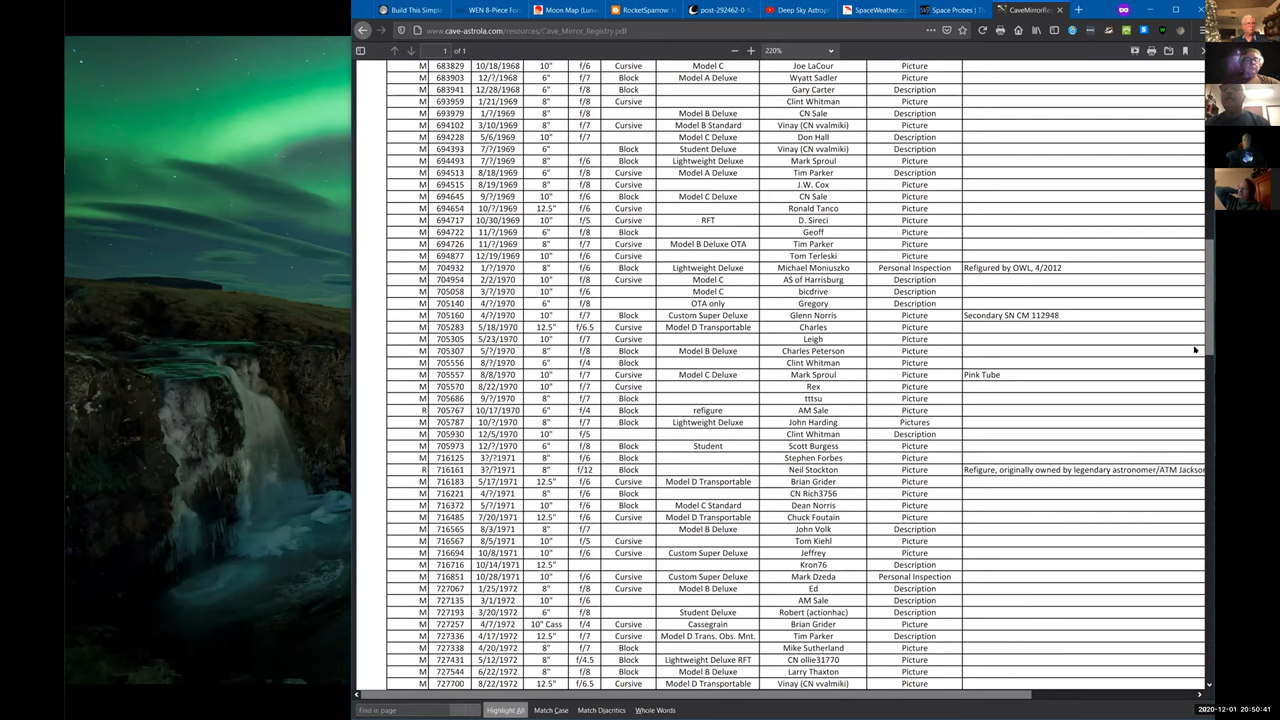 Build This Simple
WEN 8-Piece For
Moon Map (Luna
RocketSparrow.
post-292462-0-9
Deep Sky Astrop
SpaceWeather.co
Space Probes | Th
CaveMirrorRe
www.cave-astrola.com/resources/Cave_Mirror_Registry.pdf
1 of 1 220%
M 683829 10/18/1968 10" f/6 Cursive Model C Joe LaCour Picture
M 683903 12/?/1968 6" f/7 Block Model A Deluxe Wyatt Sadler Picture
M 683941 12/28/1968 6" f/8 Block Gary Carter Description
M 693959 1/21/1969 8" f/8 Cursive Clint Whitman Picture
M 693979 1/?/1969 8" f/8 Model B Deluxe CN Sale Description
M 694102 3/10/1969 8" f/7 Cursive Model B Standard Vinay (CN vvalmiki) Picture
M 694228 5/6/1969 10" f/7 Model C Deluxe Don Hall Description
M 694393 7/?/1969 6" Block Student Deluxe Vinay (CN vvalmiki) Description
M 694493 7/?/1969 8" f/6 Block Lightweight Deluxe Mark Sproul Picture
M 694513 8/18/1969 6" f/8 Cursive Model A Deluxe Tim Parker Description
M 694515 8/19/1969 8" f/8 Cursive J.W. Cox Picture
M 694645 9/?/1969 10" f/6 Model C Deluxe CN Sale Description
M 694654 10/?/1969 12.5" f/6 Cursive Ronald Tanco Picture
M 694717 10/30/1969 10" f/5 Cursive RFT D. Sireci Picture
M 694722 11/?/1969 6" f/8 Block Geoff Picture
M 694726 11/?/1969 8" f/7 Cursive Model B Deluxe OTA Tim Parker Picture
M 694877 12/19/1969 10" f/6 Cursive Tom Terleski Picture
M 704932 1/?/1970 8" f/6 Block Lightweight Deluxe Michael Moniuszko Personal Inspection Refigured by OWL, 4/2012
M 704954 2/2/1970 10" f/8 Cursive Model C AS of Harrisburg Description
M 705058 3/?/1970 10" f/6 Model C bicdrive Description
M 705140 4/?/1970 6" f/8 OTA only Gregory Description
M 705160 4/?/1970 10" f/7 Block Custom Super Deluxe Glenn Norris Picture Secondary SN CM 112948
M 705283 5/18/1970 12.5" f/6.5 Cursive Model D Transportable Charles Picture
M 705305 5/23/1970 10" f/7 Cursive Leigh Picture
M 705307 5/?/1970 8" f/8 Block Model B Deluxe Charles Peterson Picture
M 705556 8/22/1970 6" f/4 Block Clint Whitman Picture
M 705557 8/8/1970 10" f/7 Cursive Model C Deluxe Mark Sproul Picture Pink Tube
M 705570 8/22/1970 10" f/7 Cursive Rex Picture
M 705686 9/?/1970 8" f/7 Block tttsu Picture
R 705767 10/17/1970 6" f/4 Block refigure AM Sale Picture
M 705787 10/?/1970 8" f/7 Block Lightweight Deluxe John Harding Pictures
M 705930 12/5/1970 10" f/5 Clint Whitman Description
M 705973 12/?/1970 6" f/8 Block Student Scott Burgess Picture
M 716125 3?/?1971 8" f/6 Block Stephen Forbes Picture
R 716161 3?/?1971 8" f/12 Block Neil Stockton Picture Refigure, originally owned by legendary astronomer/ATM Jackson
M 716183 5/17/1971 12.5" f/6 Cursive Model D Transportable Brian Grider Picture
M 716221 4/?/1971 8" f/6 Block CN Rich3756 Picture
M 716372 5/?/1971 10" f/6 Block Model C Standard Dean Norris Picture
M 716485 7/20/1971 12.5" f/6 Cursive Model D Transportable Chuck Foutain Picture
M 716565 8/3/1971 8" f/7 Model B Deluxe John Volk Description
M 716567 8/5/1971 10" f/5 Cursive Tom Kiehl Picture
M 716694 10/8/1971 10" f/6 Cursive Custom Super Deluxe Jeffrey Picture
M 716716 10/14/1971 12.5" Kron76 Description
M 716851 10/28/1971 10" f/6 Cursive Custom Super Deluxe Mark Dzeda Personal Inspection
M 727067 1/25/1972 8" f/8 Cursive Model B Deluxe Ed Description
M 727135 3/1/1972 10" f/6 AM Sale Description
M 727193 3/20/1972 6" f/8 Student Deluxe Robert (actionhac) Description
M 727257 4/7/1972 10" Cass f/4 Cursive Cassegrain Brian Grider Picture
M 727336 4/17/1972 12.5" f/7 Cursive Model D Trans. Obs. Mnt. Tim Parker Description
M 727338 4/20/1972 8" f/7 Block Mike Sutherland Picture
M 727431 5/12/1972 8" f/4.5 Block Lightweight Deluxe RFT CN ollie31770 Picture
M 727544 6/22/1972 8" f/8 Block Model B Deluxe Larry Thaxton Picture
M 727700 8/22/1972 12.5" f/6.5 Cursive Model D Transportable Vinay (CN vvalmiki) Picture
Find in page Highlight All Match Case Match Diacritics Whole Words
2020-12-01 20:50:41